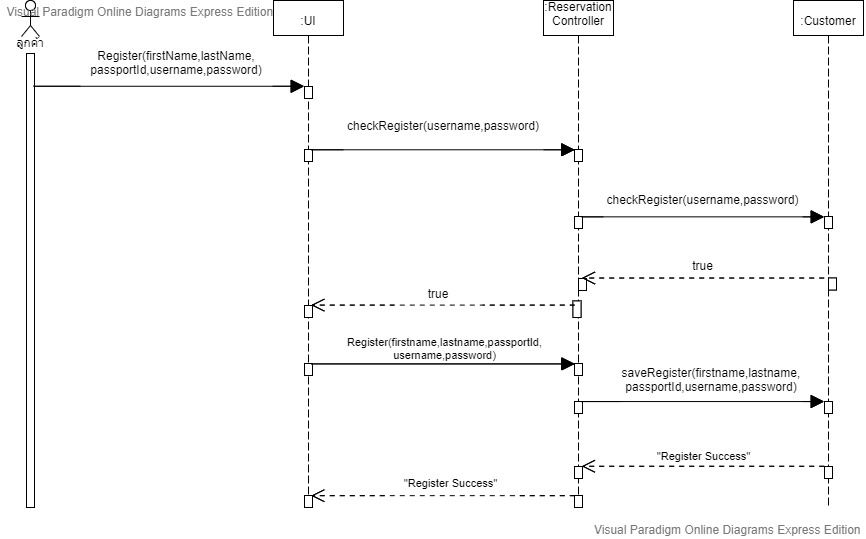 Visual Paradigm Online Diagrams Express Edition
:UI
:Reservation
Controller
:Customer
ลูกค้า
Register(firstName,lastName,
passportId,username,password)
checkRegister(username,password)
checkRegister(username,password)
true
true
Register(firstname,lastname,passportId,
username,password)
saveRegister(firstname,lastname,
passportId,username,password)
"Register Success"
"Register Success"
Visual Paradigm Online Diagrams Express Edition